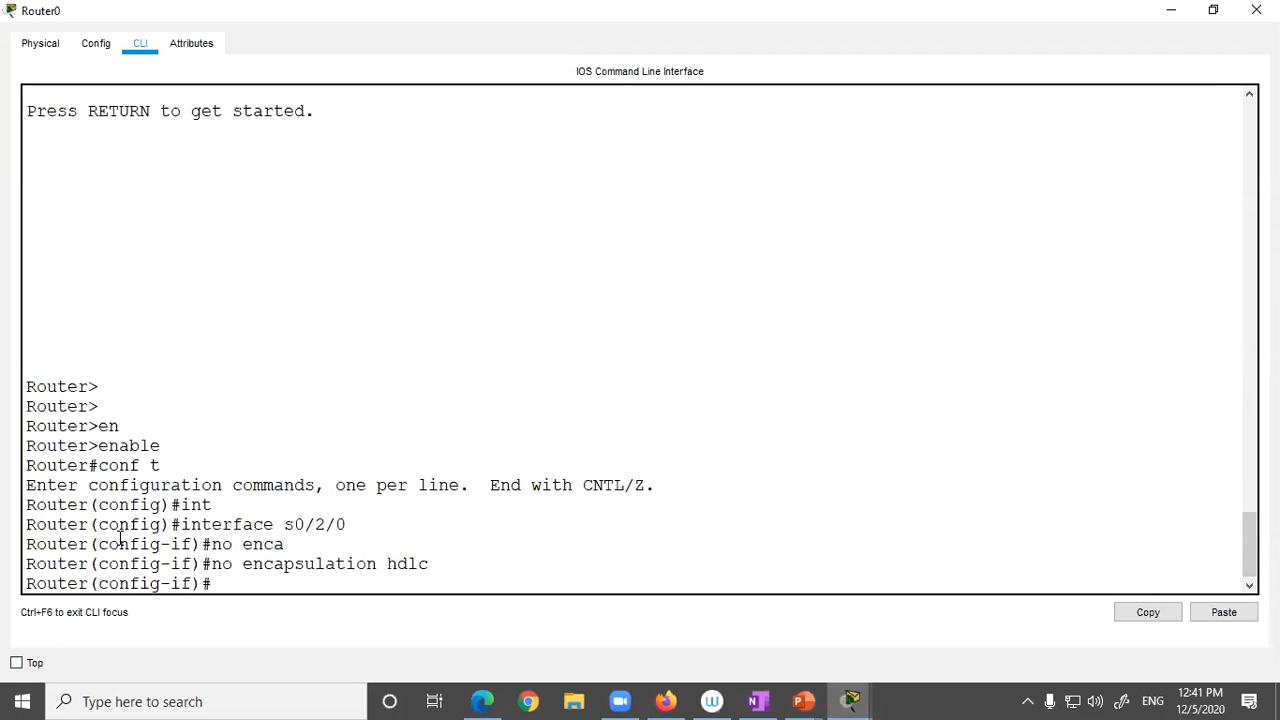 Router0
Physical Config CLI Attributes
IOS Command Line Interface
Press RETURN to get started.
Router>
Router>
Router>en
Router>enable
Router#conf t
Enter configuration commands, one per line.  End with CNTL/Z.
Router(config)#int
Router(config)#interface s0/2/0
Router(config-if)#no enca
Router(config-if)#no encapsulation hdlc
Router(config-if)#
Ctrl+F6 to exit CLI focus
Copy Paste
Top
Type here to search
ENG
12:41 PM
12/5/2020